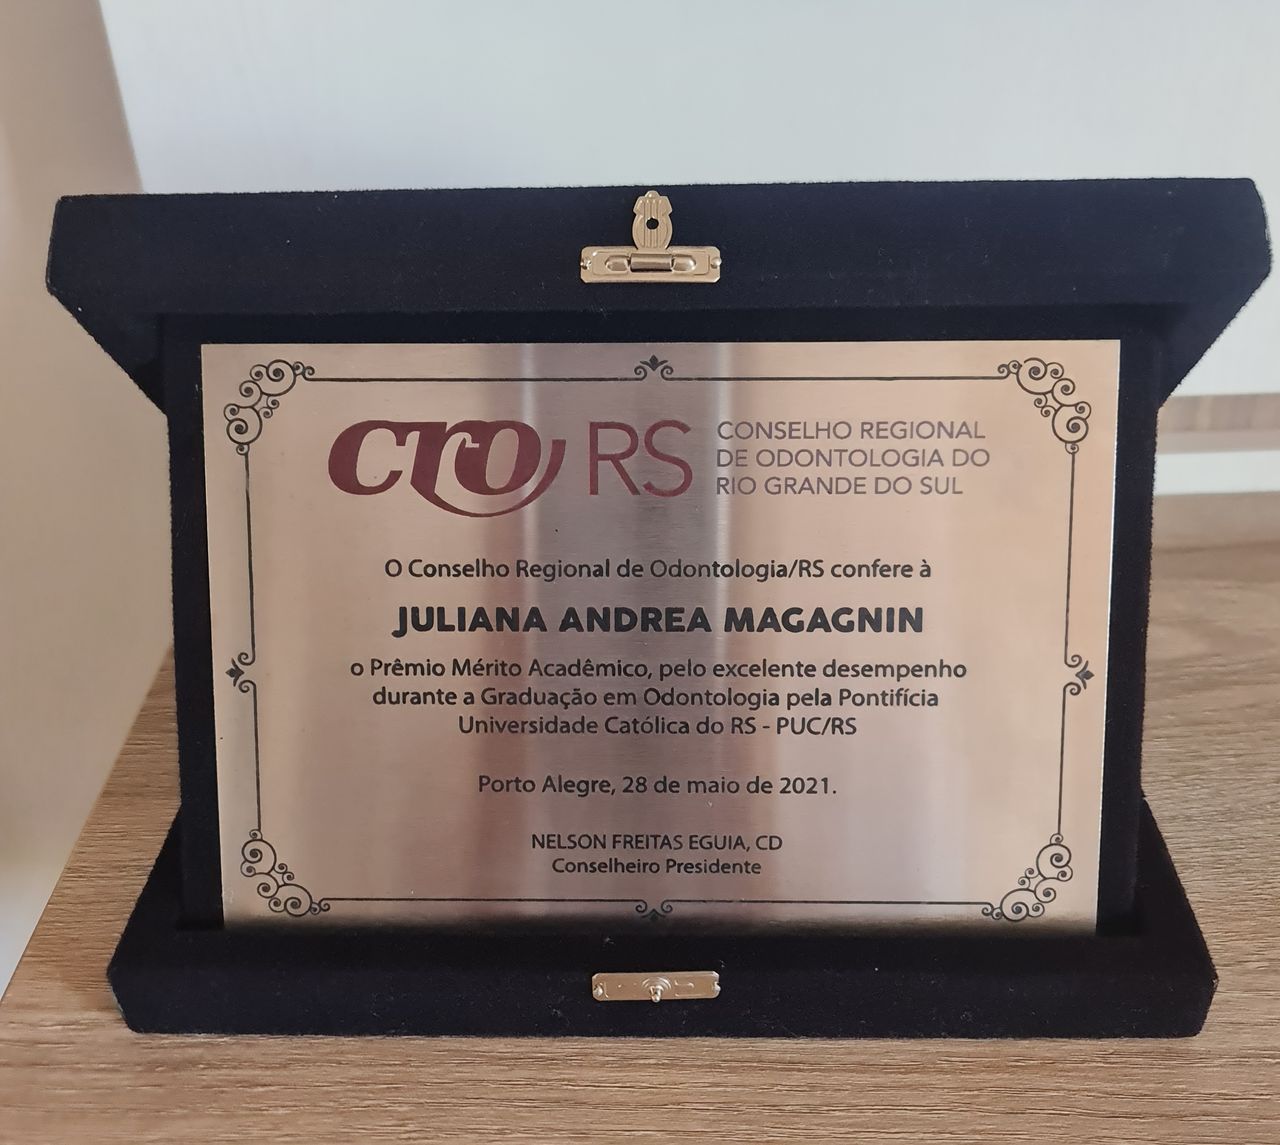 cro RS CONSELHO REGIONAL
DE ODONTOLOGIA DO
RIO GRANDE DO SUL
O Conselho Regional de Odontologia/RS confere à
JULIANA ANDREA MAGAGNIN
o Prêmio Mérito Acadêmico, pelo excelente desempenho
durante a Graduação em Odontologia pela Pontifícia
Universidade Católica do RS - PUC/RS
Porto Alegre, 28 de maio de 2021.
NELSON FREITAS EGUIA, CD
Conselheiro Presidente